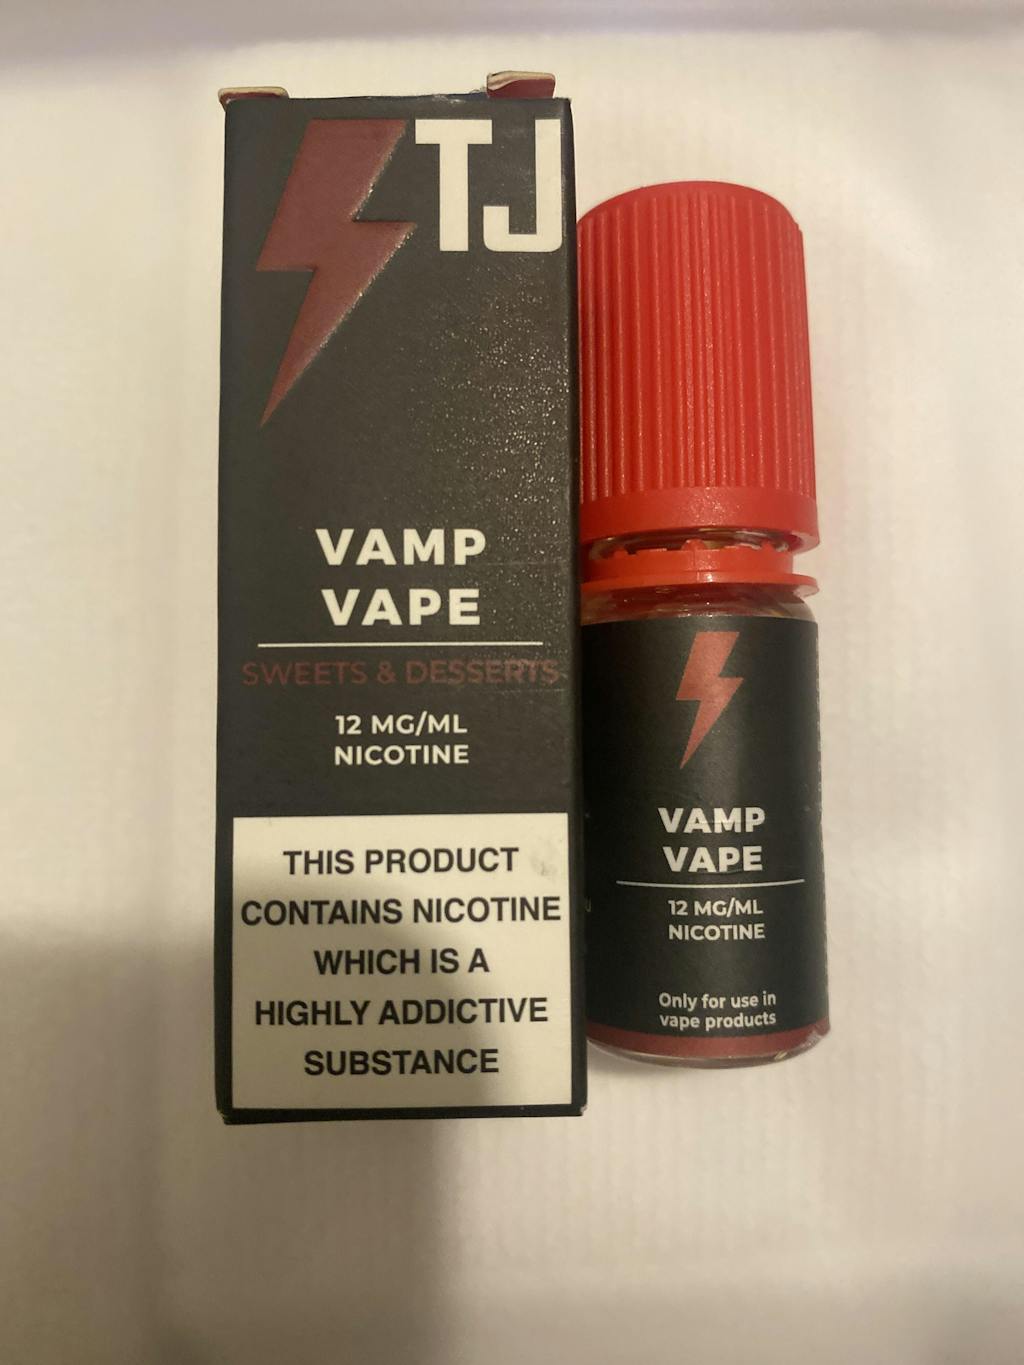 TJ
VAMP
VAPE
SWEETS & DESSERTS
12 MG/ML
NICOTINE
THIS PRODUCT
CONTAINS NICOTINE
WHICH IS A
HIGHLY ADDICTIVE
SUBSTANCE
VAMP
VAPE
12 MG/ML
NICOTINE
Only for use in
vape products